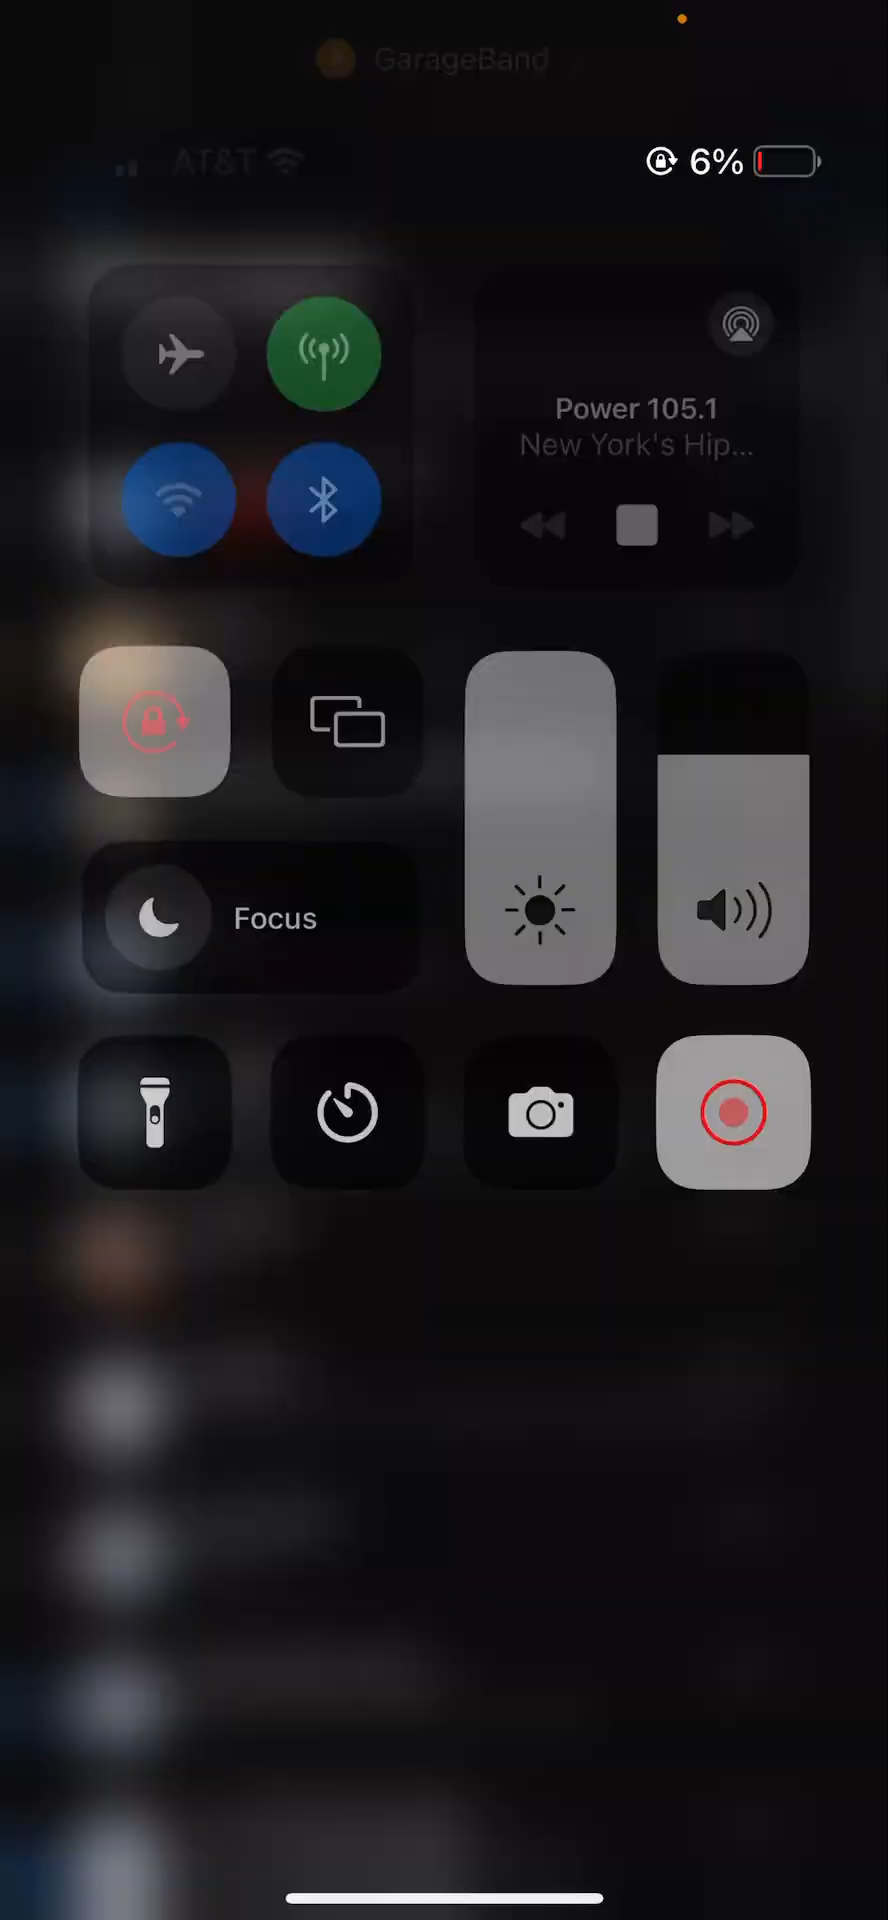 GarageBand
AT&T
6%
Power 105.1
New York's Hip...
Focus